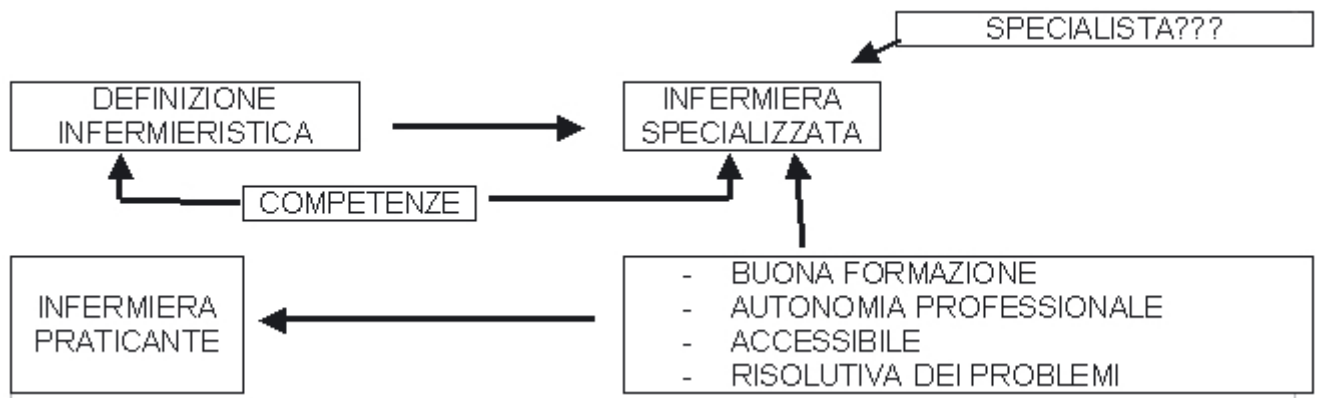 SPECIALISTA???
DEFINIZIONE
INFERMIERISTICA
INFERMIERA
SPECIALIZZATA
COMPETENZE
INFERMIERA
PRATICANTE
- BUONA FORMAZIONE
- AUTONOMIA PROFESSIONALE
- ACCESSIBILE
- RISOLUTIVA DEI PROBLEMI